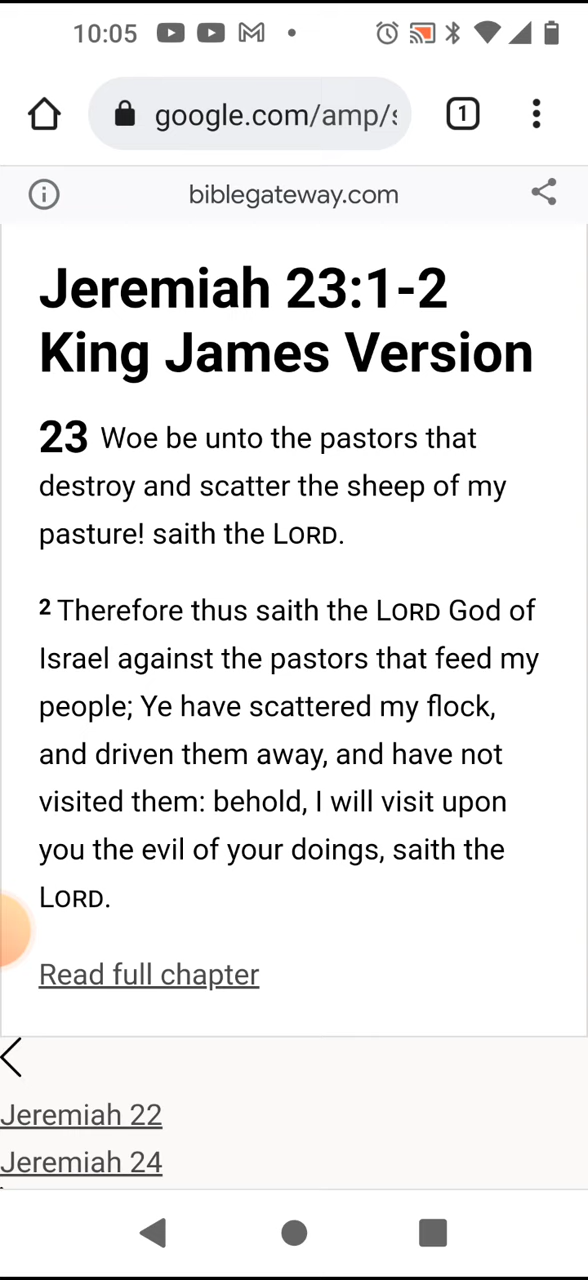 10:05
google.com/amp/s
1
biblegateway.com
Jeremiah 23:1-2
King James Version
23 Woe be unto the pastors that
destroy and scatter the sheep of my
pasture! saith the LORD.
2 Therefore thus saith the LORD God of
Israel against the pastors that feed my
people; Ye have scattered my flock,
and driven them away, and have not
visited them: behold, I will visit upon
you the evil of your doings, saith the
LORD.
Read full chapter
Jeremiah 22
Jeremiah 24